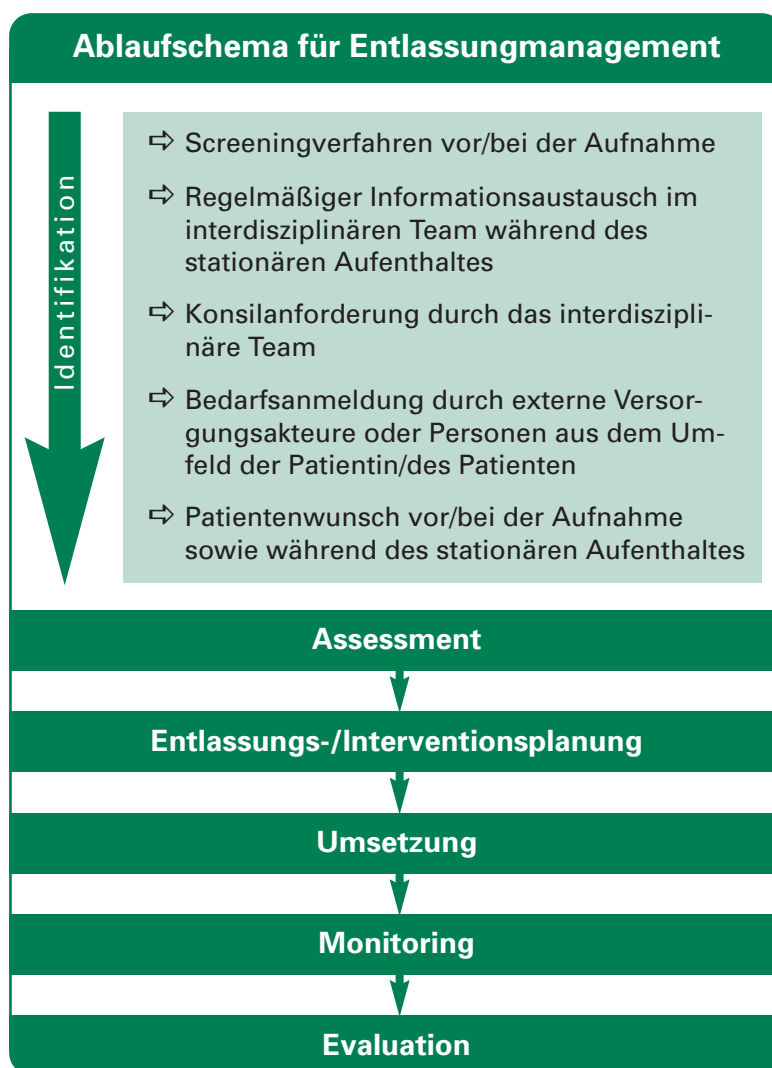 Ablaufschema für Entlassungmanagement
Identifikation
⇨ Screeningverfahren vor/bei der Aufnahme
⇨ Regelmäßiger Informationsaustausch im
interdisziplinären Team während des
stationären Aufenthaltes
⇨ Konsilanforderung durch das interdiszipli-
näre Team
⇨ Bedarfsanmeldung durch externe Versor-
gungsakteure oder Personen aus dem Um-
feld der Patientin/des Patienten
⇨ Patientenwunsch vor/bei der Aufnahme
sowie während des stationären Aufenthaltes
Assessment
Entlassungs-/Interventionsplanung
Umsetzung
Monitoring
Evaluation